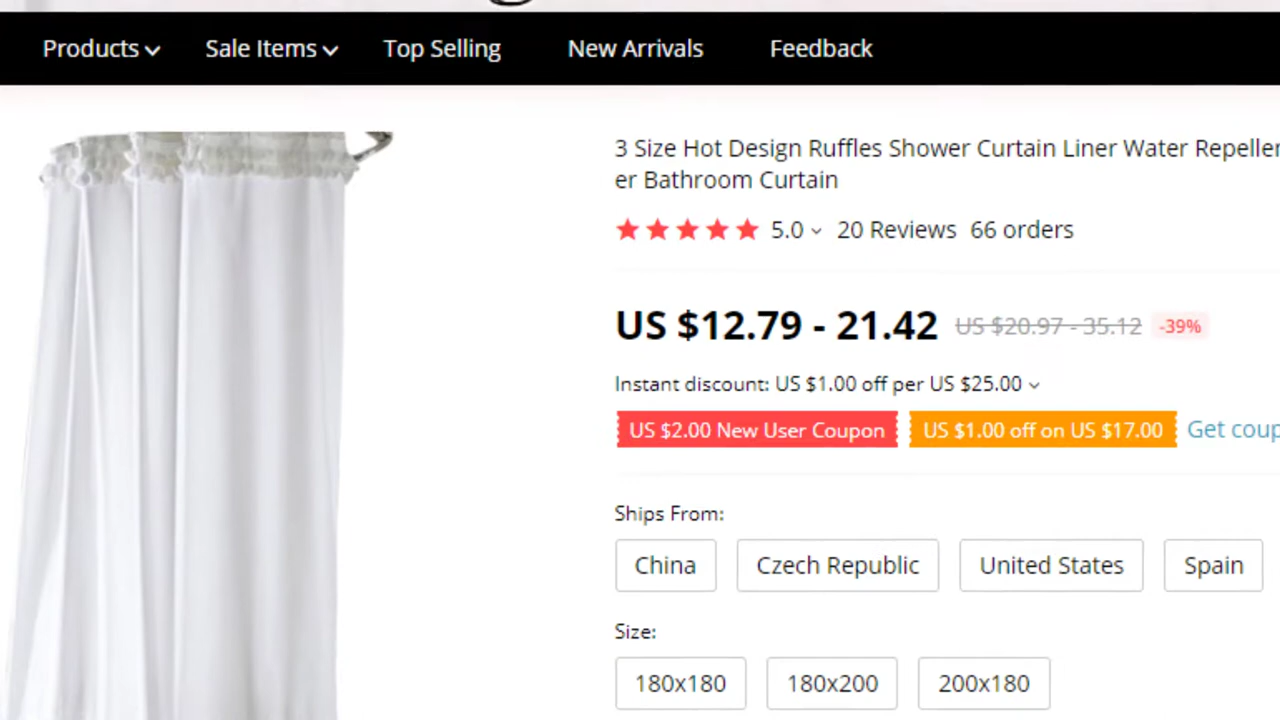 Products
Sale Items
Top Selling
New Arrivals
Feedback
3 Size Hot Design Ruffles Shower Curtain Liner Water Repeller
er Bathroom Curtain
5.0 20 Reviews 66 orders
US $12.79 - 21.42 US $20.97 - 35.12 -39%
Instant discount: US $1.00 off per US $25.00
US $2.00 New User Coupon US $1.00 off on US $17.00 Get coup
Ships From:
China Czech Republic United States Spain
Size:
180x180 180x200 200x180